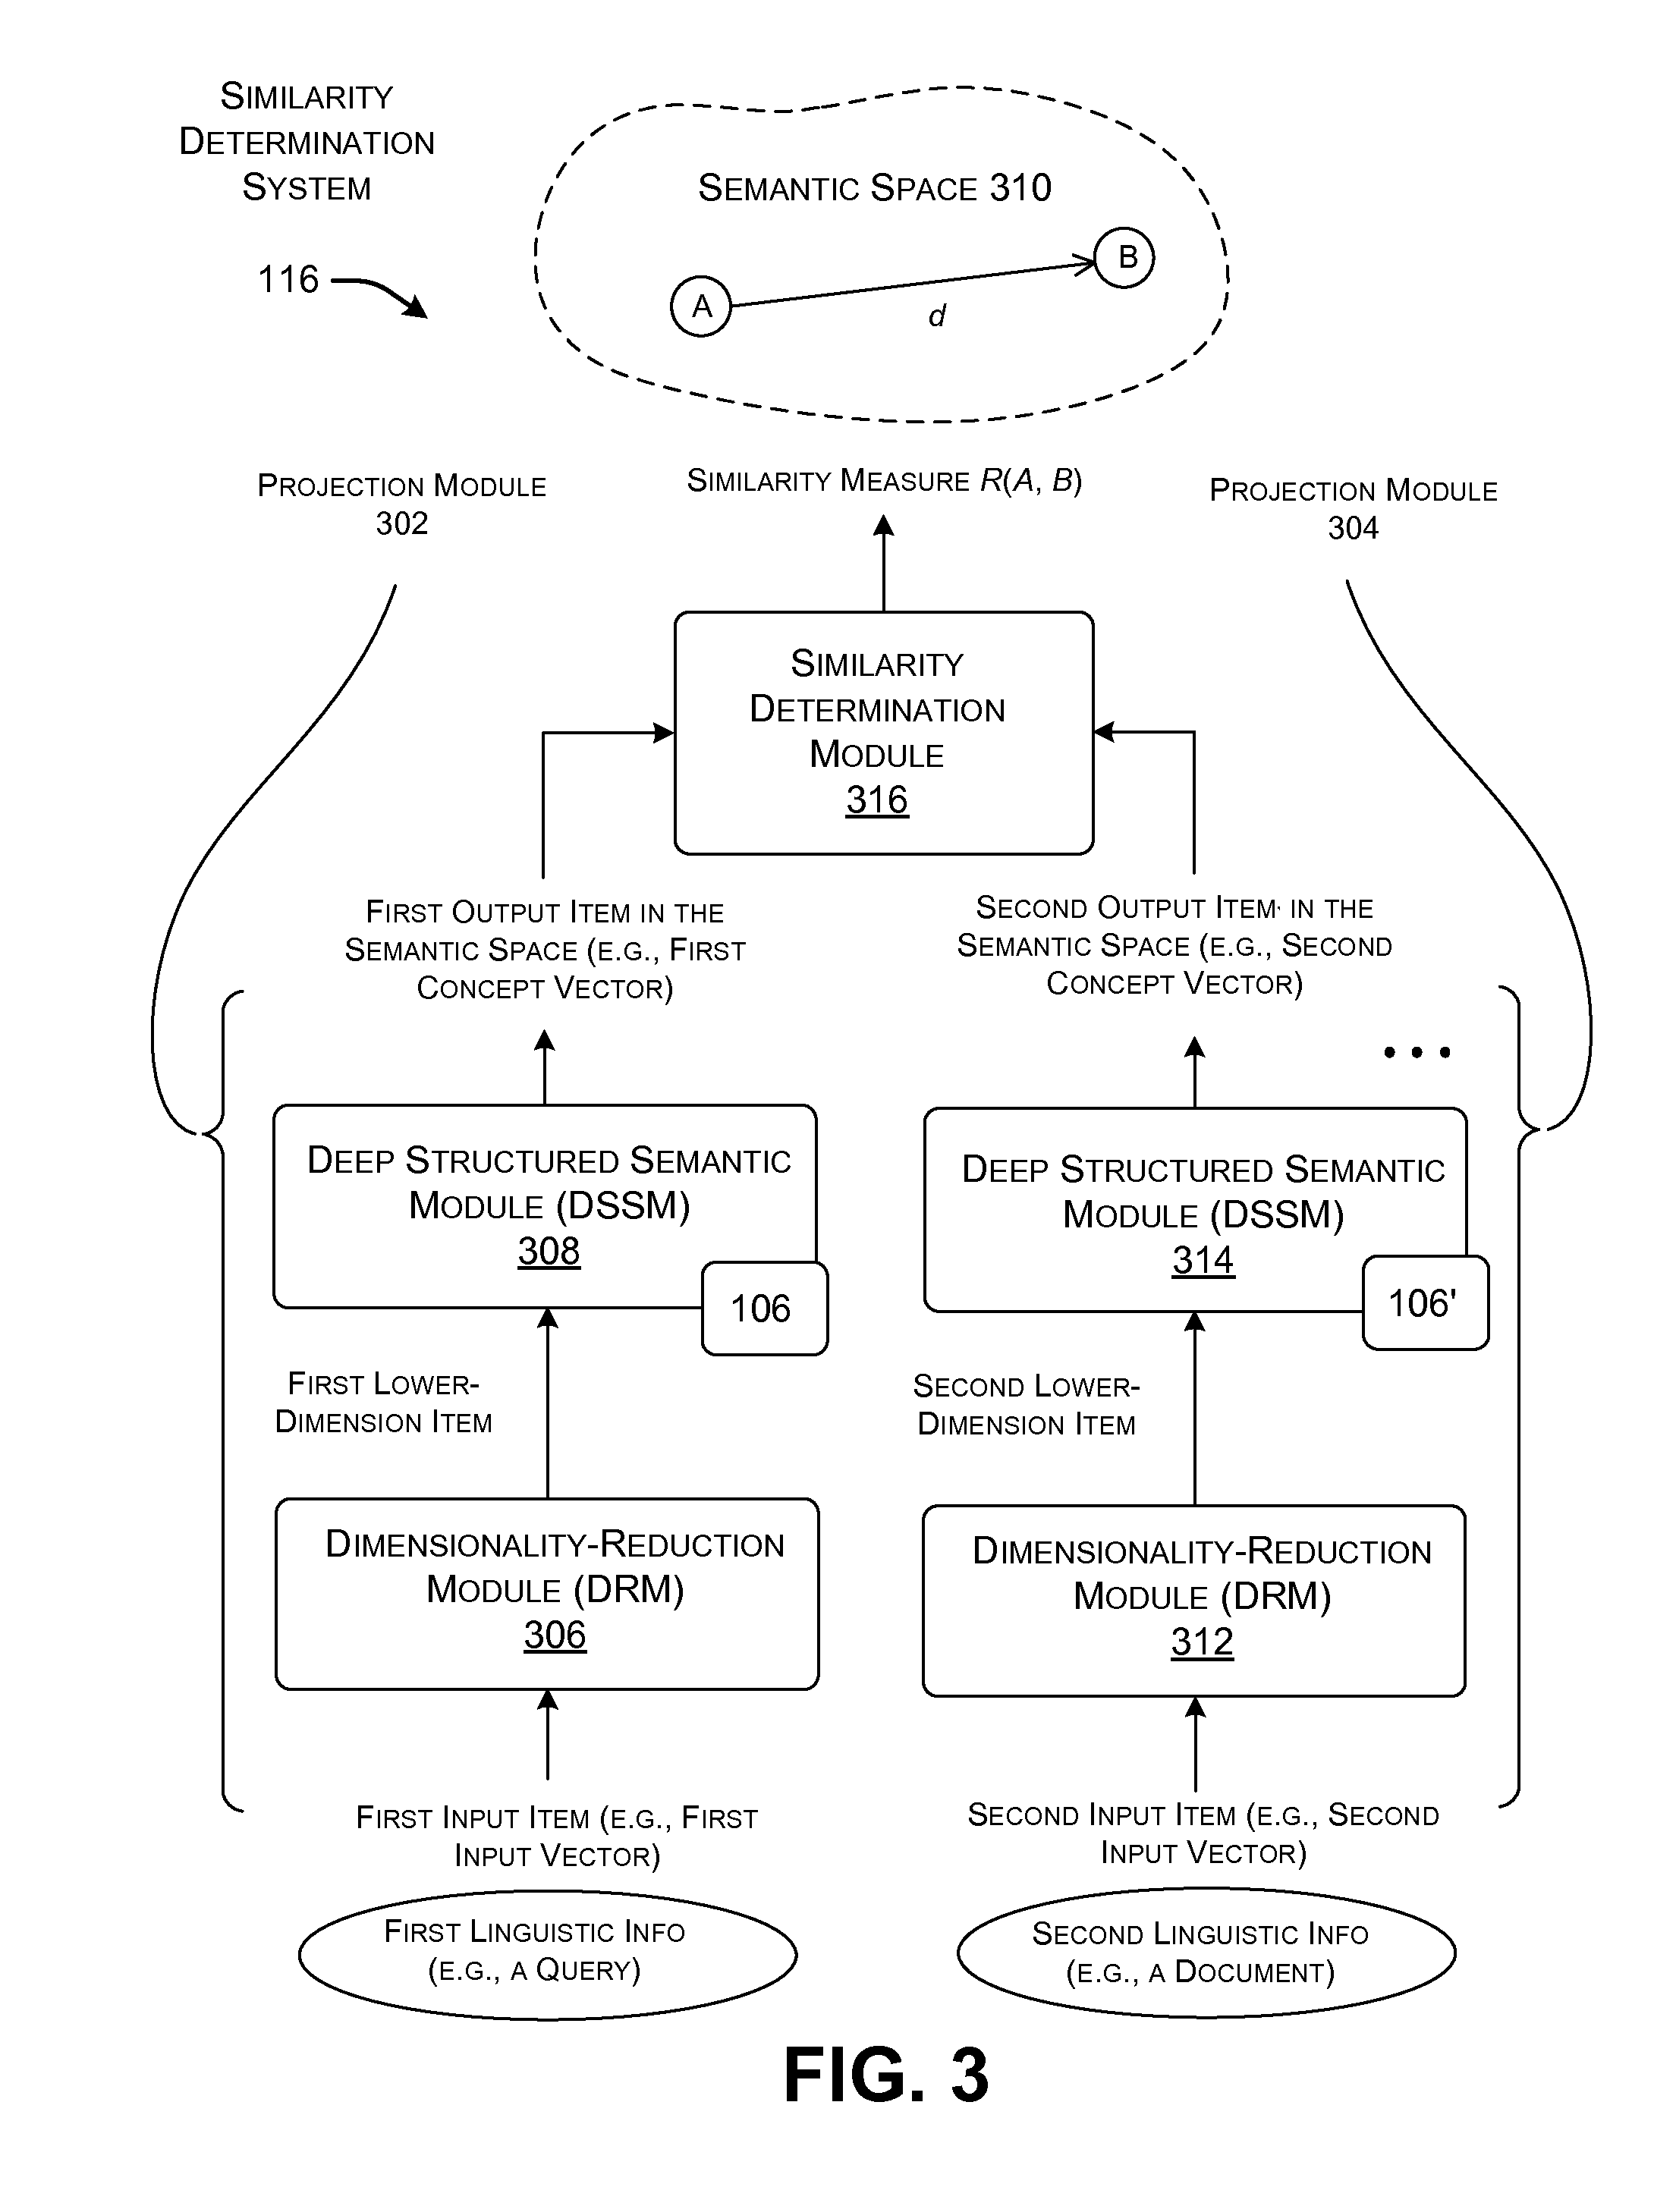 SIMILARITY
DETERMINATION
SYSTEM
116
SEMANTIC SPACE 310
A
B
d
PROJECTION MODULE
302
SIMILARITY MEASURE R(A, B)
PROJECTION MODULE
304
SIMILARITY
DETERMINATION
MODULE
316
FIRST OUTPUT ITEM IN THE
SEMANTIC SPACE (E.G., FIRST
CONCEPT VECTOR)
SECOND OUTPUT ITEM IN THE
SEMANTIC SPACE (E.G., SECOND
CONCEPT VECTOR)
• • •
DEEP STRUCTURED SEMANTIC
MODULE (DSSM)
308
106
DEEP STRUCTURED SEMANTIC
MODULE (DSSM)
314
106'
FIRST LOWER-
DIMENSION ITEM
SECOND LOWER-
DIMENSION ITEM
DIMENSIONALITY-REDUCTION
MODULE (DRM)
306
DIMENSIONALITY-REDUCTION
MODULE (DRM)
312
FIRST INPUT ITEM (E.G., FIRST
INPUT VECTOR)
SECOND INPUT ITEM (E.G., SECOND
INPUT VECTOR)
FIRST LINGUISTIC INFO
(E.G., A QUERY)
SECOND LINGUISTIC INFO
(E.G., A DOCUMENT)
FIG. 3